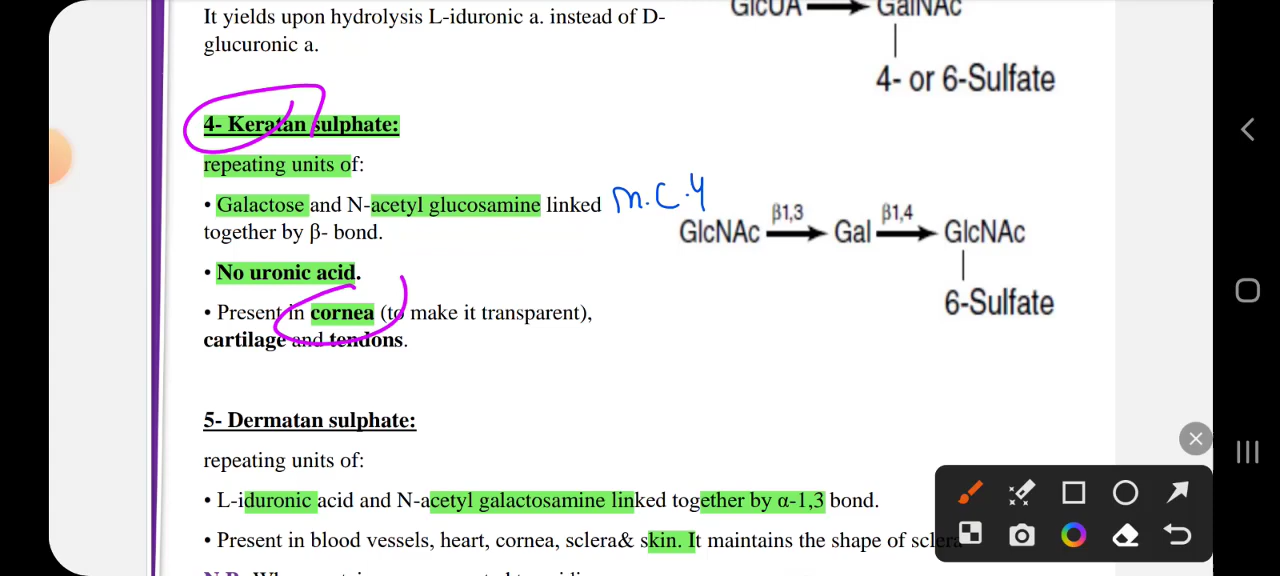 It yields upon hydrolysis L-iduronic a. instead of D-
glucuronic a.
GlcUA GalNAc
4- or 6-Sulfate
4- Keratan sulphate:
repeating units of:
• Galactose and N-acetyl glucosamine linked
together by β- bond.
m.c.4
GlcNAc β1,3 Gal β1,4 GlcNAc
6-Sulfate
• No uronic acid.
• Present in cornea (to make it transparent),
cartilage and tendons.
5- Dermatan sulphate:
repeating units of:
• L-iduronic acid and N-acetyl galactosamine linked together by α-1,3 bond.
• Present in blood vessels, heart, cornea, sclera& skin. It maintains the shape of sclera